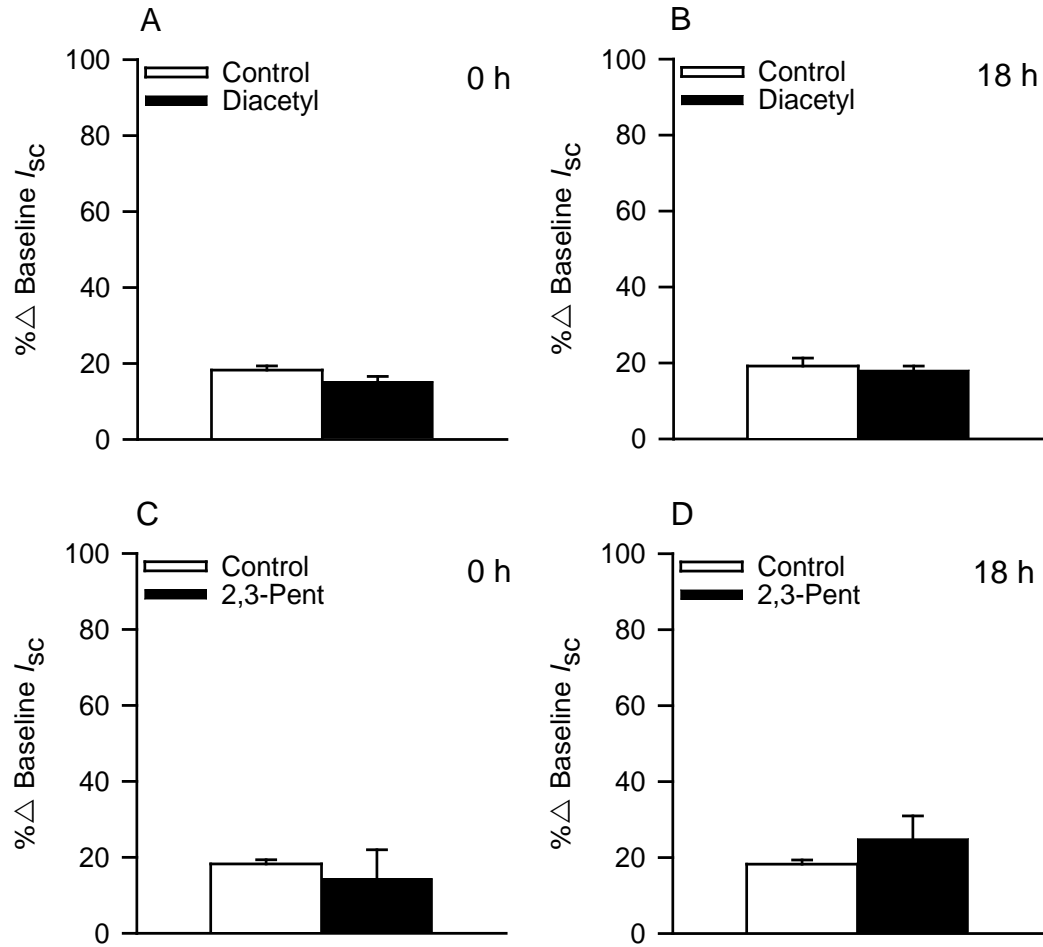 A
%△ Baseline Isc
100
80
60
40
20
0
Control
Diacetyl
0 h
B
%△ Baseline Isc
100
80
60
40
20
0
Control
Diacetyl
18 h
C
%△ Baseline Isc
100
80
60
40
20
0
Control
2,3-Pent
0 h
D
%△ Baseline Isc
100
80
60
40
20
0
Control
2,3-Pent
18 h